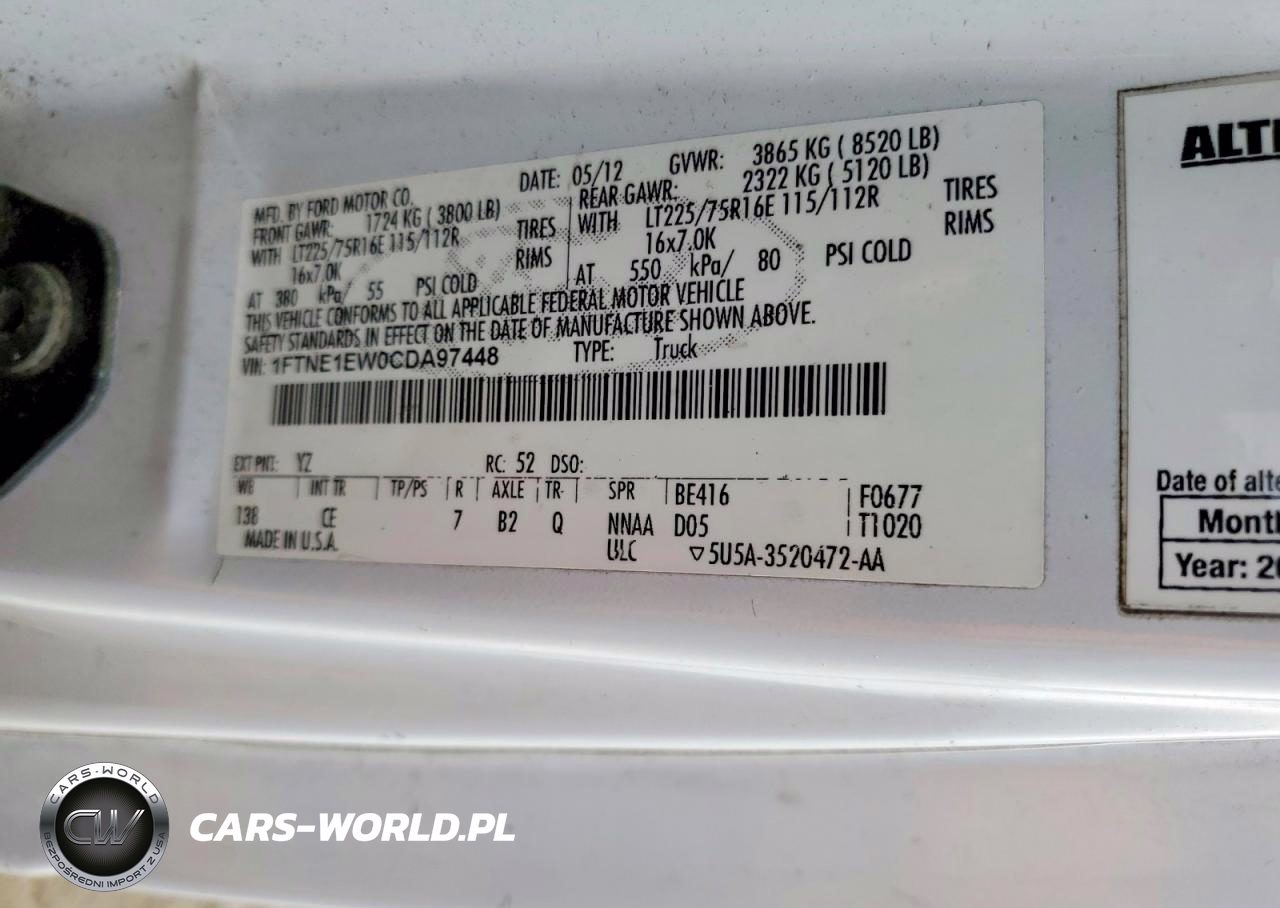 MFD. BY FORD MOTOR CO.
DATE: 05/12 GVWR: 3865 KG ( 8520 LB)
FRONT GAWR: 1724 KG ( 3800 LB)
REAR GAWR: 2322 KG ( 5120 LB)
WITH LT225/75R16E 115/112R TIRES
WITH LT225/75R16E 115/112R TIRES
16x7.0K RIMS
16x7.0K RIMS
AT 380 kPa/ 55 PSI COLD
AT 550 kPa/ 80 PSI COLD
THIS VEHICLE CONFORMS TO ALL APPLICABLE FEDERAL MOTOR VEHICLE
SAFETY STANDARDS IN EFFECT ON THE DATE OF MANUFACTURE SHOWN ABOVE.
VIN: 1FTNE1EW0CDA97448 TYPE: Truck
EXT PNT: YZ RC: 52 DSO:
WB INT TR TP/PS R AXLE TR SPR BE416 F0677
138 CE 7 B2 Q NNAA D05 T1020
MADE IN U.S.A. ULC ▽5U5A-3520472-AA
ALTE
Date of alte
Month
Year: 20
CARS-WORLD
CW
BEZPOŚREDNI IMPORT Z USA
CARS-WORLD.PL